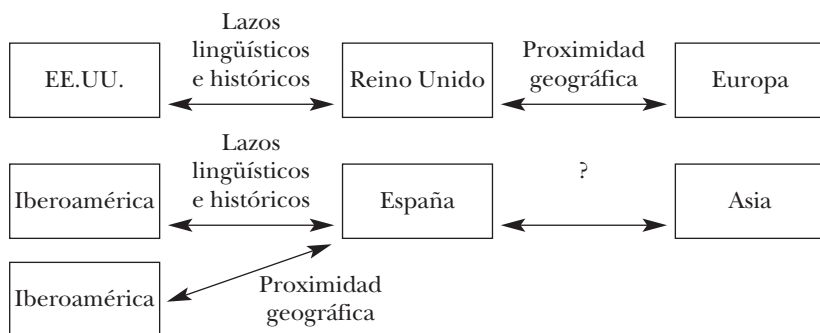 Lazos
lingüísticos
e históricos
Proximidad
geográfica
EE.UU.
Reino Unido
Europa
Lazos
lingüísticos
e históricos
?
Iberoamérica
España
Asia
Iberoamérica
Proximidad
geográfica